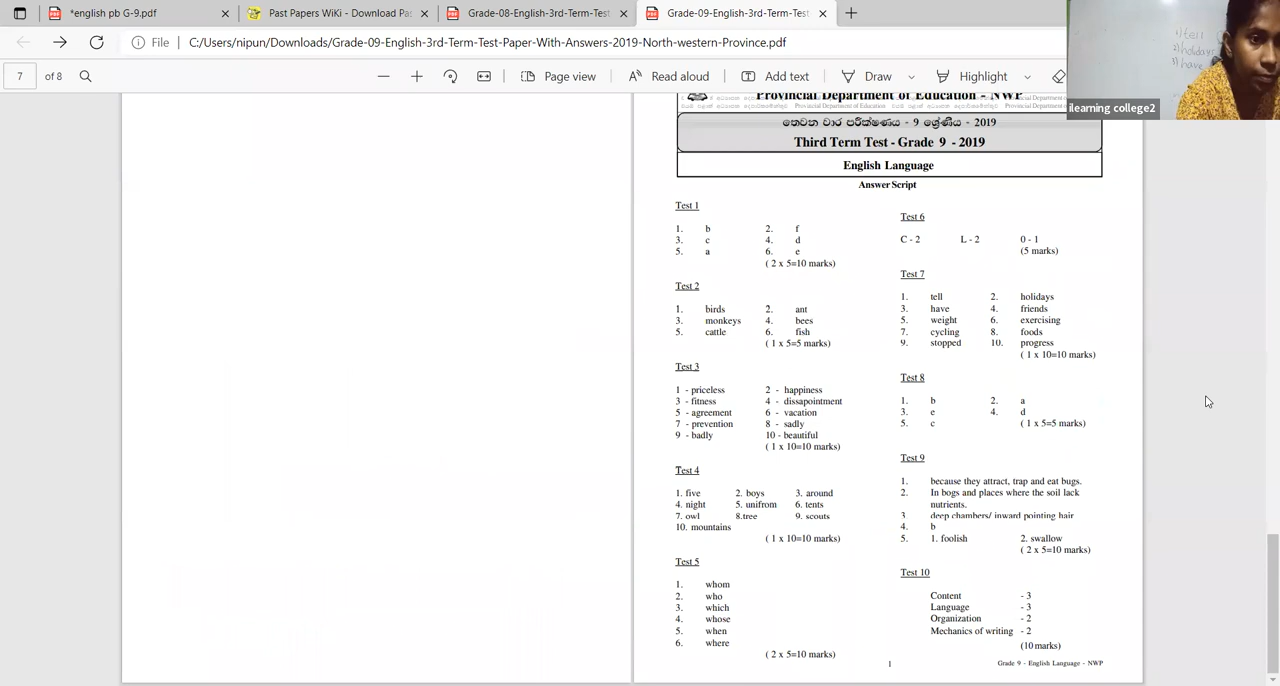 *english pb G-9.pdf
Past Papers WiKi - Download Pa
Grade-08-English-3rd-Term-Test
Grade-09-English-3rd-Term-Test
File
C:/Users/nipun/Downloads/Grade-09-English-3rd-Term-Test-Paper-With-Answers-2019-North-western-Province.pdf
7 of 8
Page view
Read aloud
Add text
Draw
Highlight
1) tell
2) holidays
3) have
ilearning college2
Provincial Department of Education - NWP
Provincial Department of Education
තෙවන වාර පරීක්ෂණය - 9 ශ්‍රේණිය - 2019
Third Term Test - Grade 9 - 2019
English Language
Answer Script
Test 1
1. b 2. f
3. c 4. d
5. a 6. e
( 2 x 5=10 marks)
Test 2
1. birds 2. ant
3. monkeys 4. bees
5. cattle 6. fish
( 1 x 5=5 marks)
Test 3
1 - priceless 2 - happiness
3 - fitness 4 - dissapointment
5 - agreement 6 - vacation
7 - prevention 8 - sadly
9 - badly 10 - beautiful
( 1 x 10=10 marks)
Test 4
1. five 2. boys 3. around
4. night 5. unifrom 6. tents
7. owl 8.tree 9. scouts
10. mountains
( 1 x 10=10 marks)
Test 5
1. whom
2. who
3. which
4. whose
5. when
6. where
( 2 x 5=10 marks)
Test 6
C - 2 L - 2 0 - 1
(5 marks)
Test 7
1. tell 2. holidays
3. have 4. friends
5. weight 6. exercising
7. cycling 8. foods
9. stopped 10. progress
( 1 x 10=10 marks)
Test 8
1. b 2. a
3. e 4. d
5. c ( 1 x 5=5 marks)
Test 9
1. because they attract, trap and eat bugs.
2. In bogs and places where the soil lack
nutrients.
3 deep chambers/ inward pointing hair
4. b
5. 1. foolish 2. swallow
( 2 x 5=10 marks)
Test 10
Content - 3
Language - 3
Organization - 2
Mechanics of writing - 2
(10 marks)
1
Grade 9 - English Language - NWP